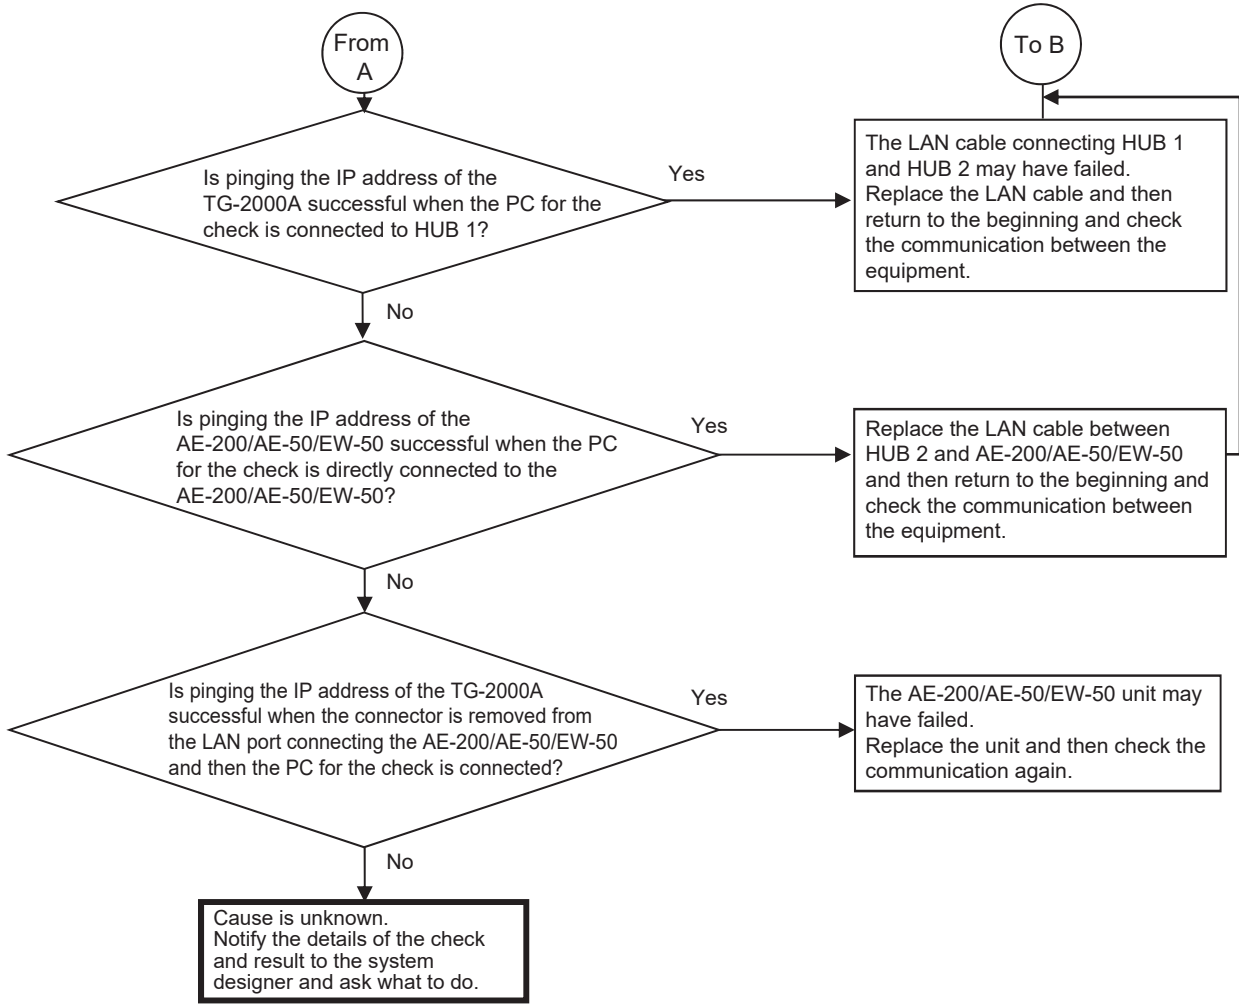 From
A
To B
Is pinging the IP address of the
TG-2000A successful when the PC for the
check is connected to HUB 1?
Yes
The LAN cable connecting HUB 1
and HUB 2 may have failed.
Replace the LAN cable and then
return to the beginning and check
the communication between the
equipment.
No
Is pinging the IP address of the
AE-200/AE-50/EW-50 successful when the PC
for the check is directly connected to the
AE-200/AE-50/EW-50?
Yes
Replace the LAN cable between
HUB 2 and AE-200/AE-50/EW-50
and then return to the beginning and
check the communication between
the equipment.
No
Is pinging the IP address of the TG-2000A
successful when the connector is removed from
the LAN port connecting the AE-200/AE-50/EW-50
and then the PC for the check is connected?
Yes
The AE-200/AE-50/EW-50 unit may
have failed.
Replace the unit and then check the
communication again.
No
Cause is unknown.
Notify the details of the check
and result to the system
designer and ask what to do.